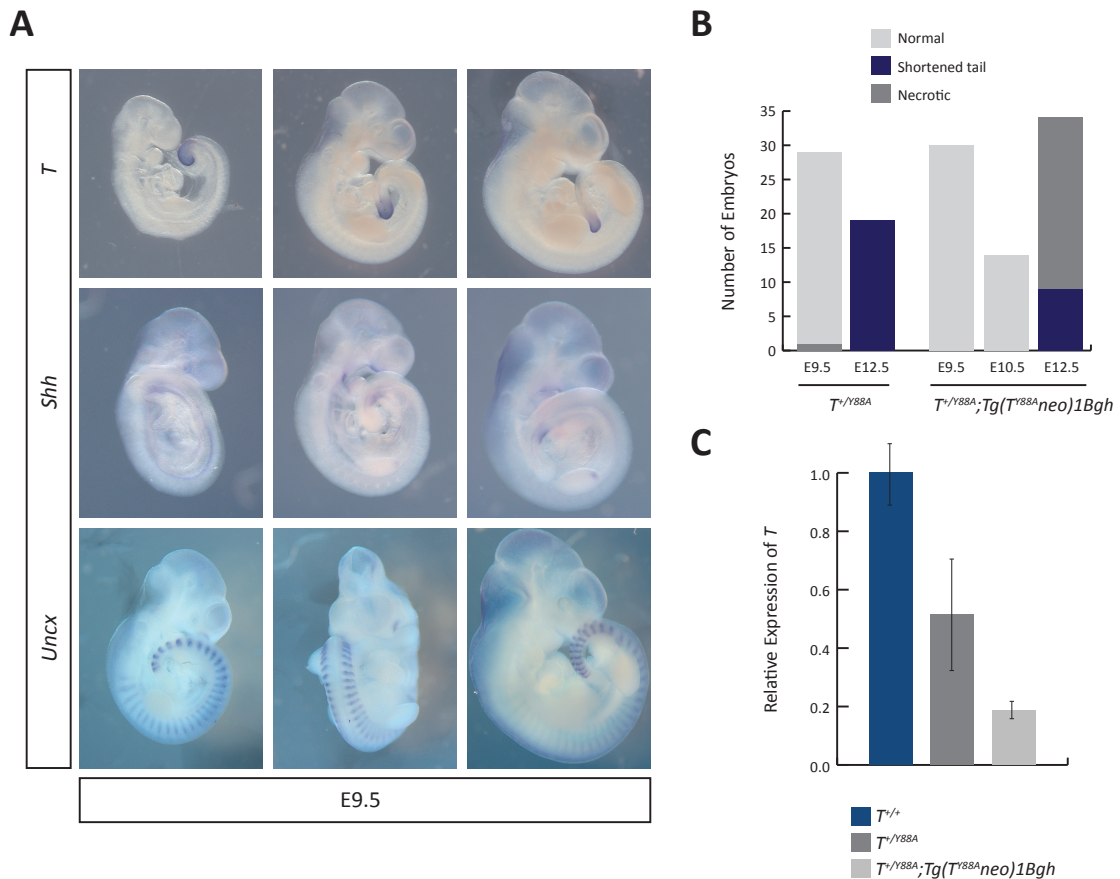 A
T
Shh
Uncx
E9.5
B
Normal
Shortened tail
Necrotic
Number of Embryos
35
30
25
20
15
10
5
0
E9.5 E12.5 E9.5 E10.5 E12.5
T+/Y88A T+/Y88A;Tg(TY88Aneo)1Bgh
C
Relative Expression of T
1.0
0.8
0.6
0.4
0.2
0.0
T+/+
T+/Y88A
T+/Y88A;Tg(TY88Aneo)1Bgh